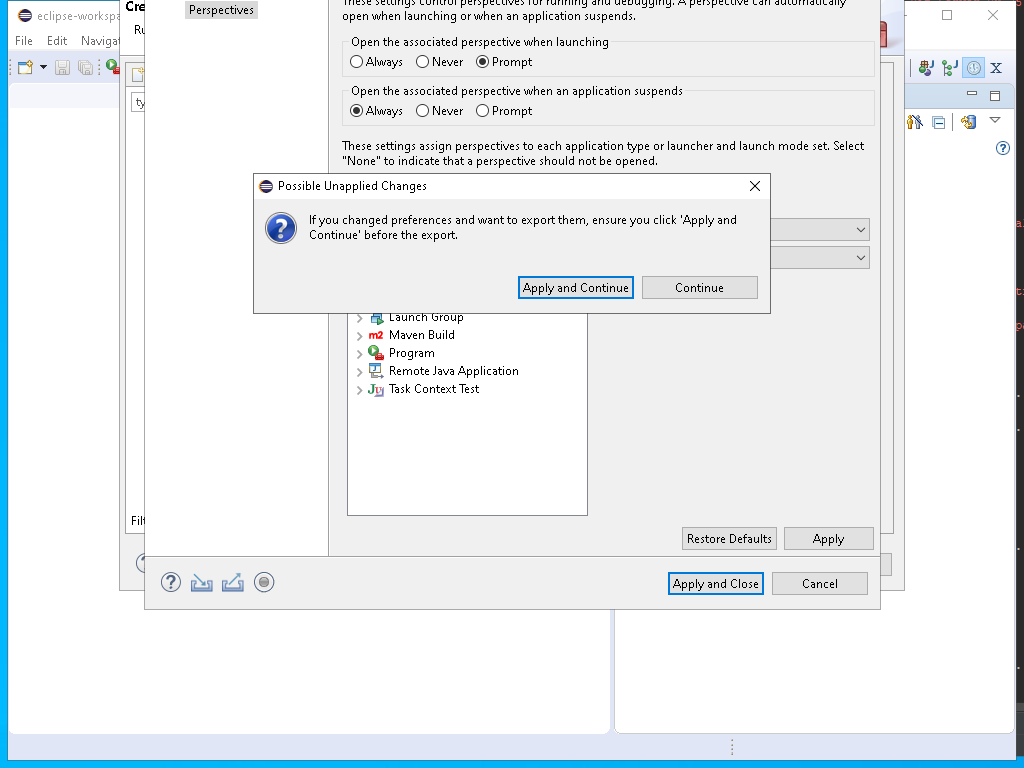 eclipse-workspa
File Edit Navigat
Cre
Ru
ty
Filt
Perspectives
These settings control perspectives for running and debugging. A perspective can automatically
open when launching or when an application suspends.
Open the associated perspective when launching
Always Never Prompt
Open the associated perspective when an application suspends
Always Never Prompt
These settings assign perspectives to each application type or launcher and launch mode set. Select
"None" to indicate that a perspective should not be opened.
Possible Unapplied Changes
If you changed preferences and want to export them, ensure you click 'Apply and
Continue' before the export.
Apply and Continue Continue
Launch Group
m2 Maven Build
Program
Remote Java Application
Task Context Test
Restore Defaults Apply
Apply and Close Cancel